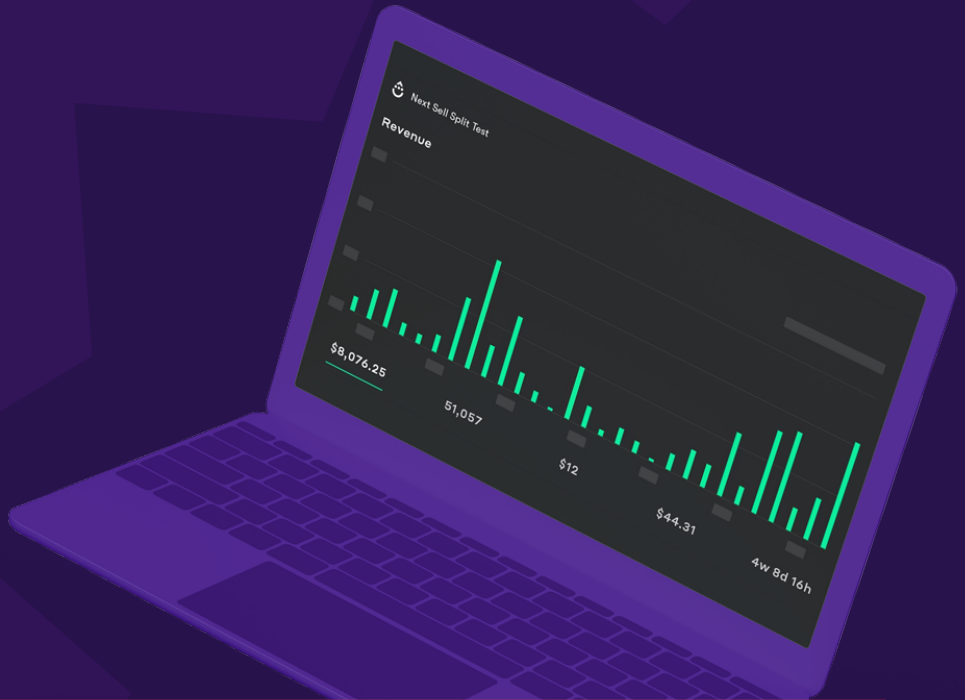 Next Sell Split Test
Revenue
$8,076.25
51,057
$12
$44.31
4w 8d 16h